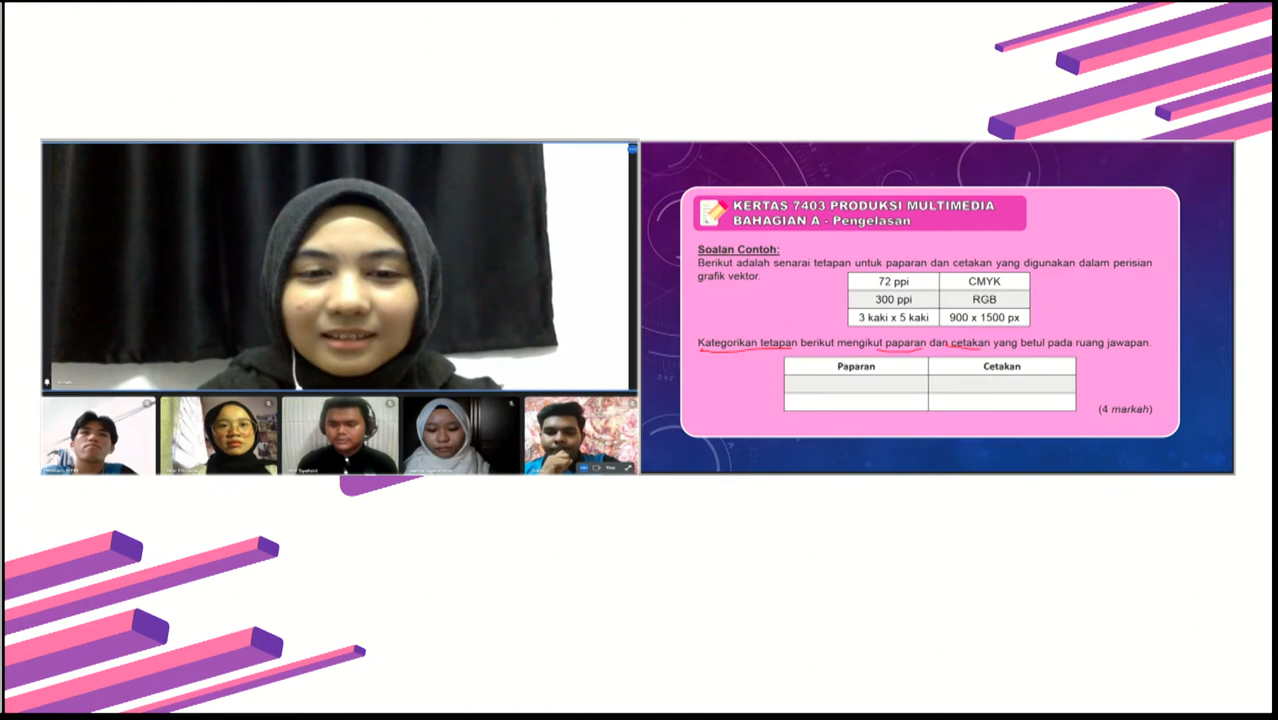 KERTAS 7403 PRODUKSI MULTIMEDIA
BAHAGIAN A - Pengelasan
Soalan Contoh:
Berikut adalah senarai tetapan untuk paparan dan cetakan yang digunakan dalam perisian
grafik vektor.
72 ppi CMYK
300 ppi RGB
3 kaki x 5 kaki 900 x 1500 px
Kategorikan tetapan berikut mengikut paparan dan cetakan yang betul pada ruang jawapan.
Paparan Cetakan
(4 markah)
You